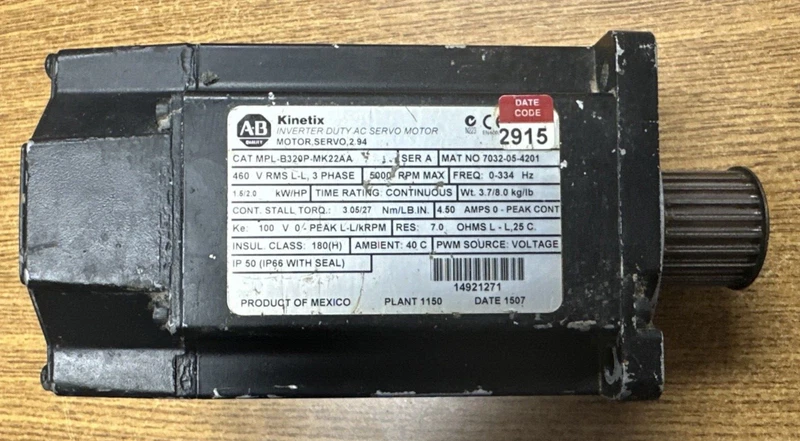 DATE
CODE
2915
A-B
QUALITY
Kinetix
INVERTER DUTY AC SERVO MOTOR
MOTOR,SERVO,2.94
N223
CAT MPL-B320P-MK22AA SER A MAT NO 7032-05-4201
460 V RMS L-L, 3 PHASE 5000 RPM MAX FREQ: 0-334 Hz
1.5/2.0 kW/HP TIME RATING: CONTINUOUS Wt. 3.7/8.0 kg/lb
CONT. STALL TORQ.: 3.05/27 Nm/LB.IN. 4.50 AMPS 0 - PEAK CONT
Ke: 100 V 0 - PEAK L-L/kRPM RES: 7.0 OHMS L - L,25 C.
INSUL. CLASS: 180(H) AMBIENT: 40 C PWM SOURCE: VOLTAGE
IP 50 (IP66 WITH SEAL)
14921271
PRODUCT OF MEXICO PLANT 1150 DATE 1507